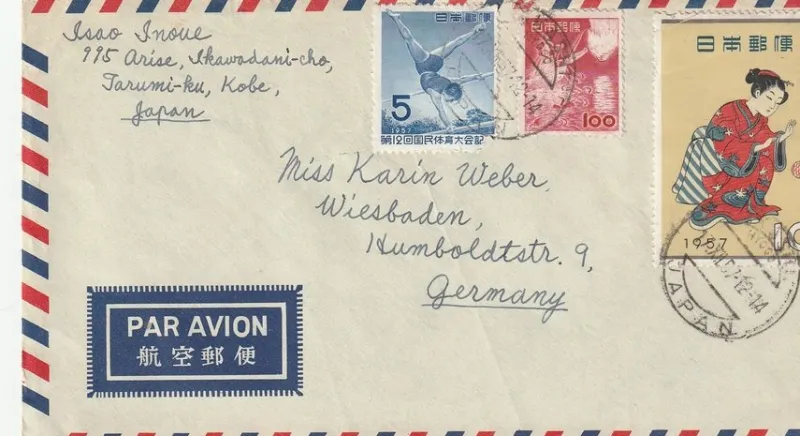 Isao Inoue
995 Arise, Ikawadani-cho,
Tarumi-ku, Kobe,
Japan
日本郵便
5
1957
第12回国民体育大会記
日本郵便
100
日本郵便
1957
10
Miss Karin Weber,
Wiesbaden,
Humboldtstr. 9,
Germany
PAR AVION
航空郵便
JAPAN